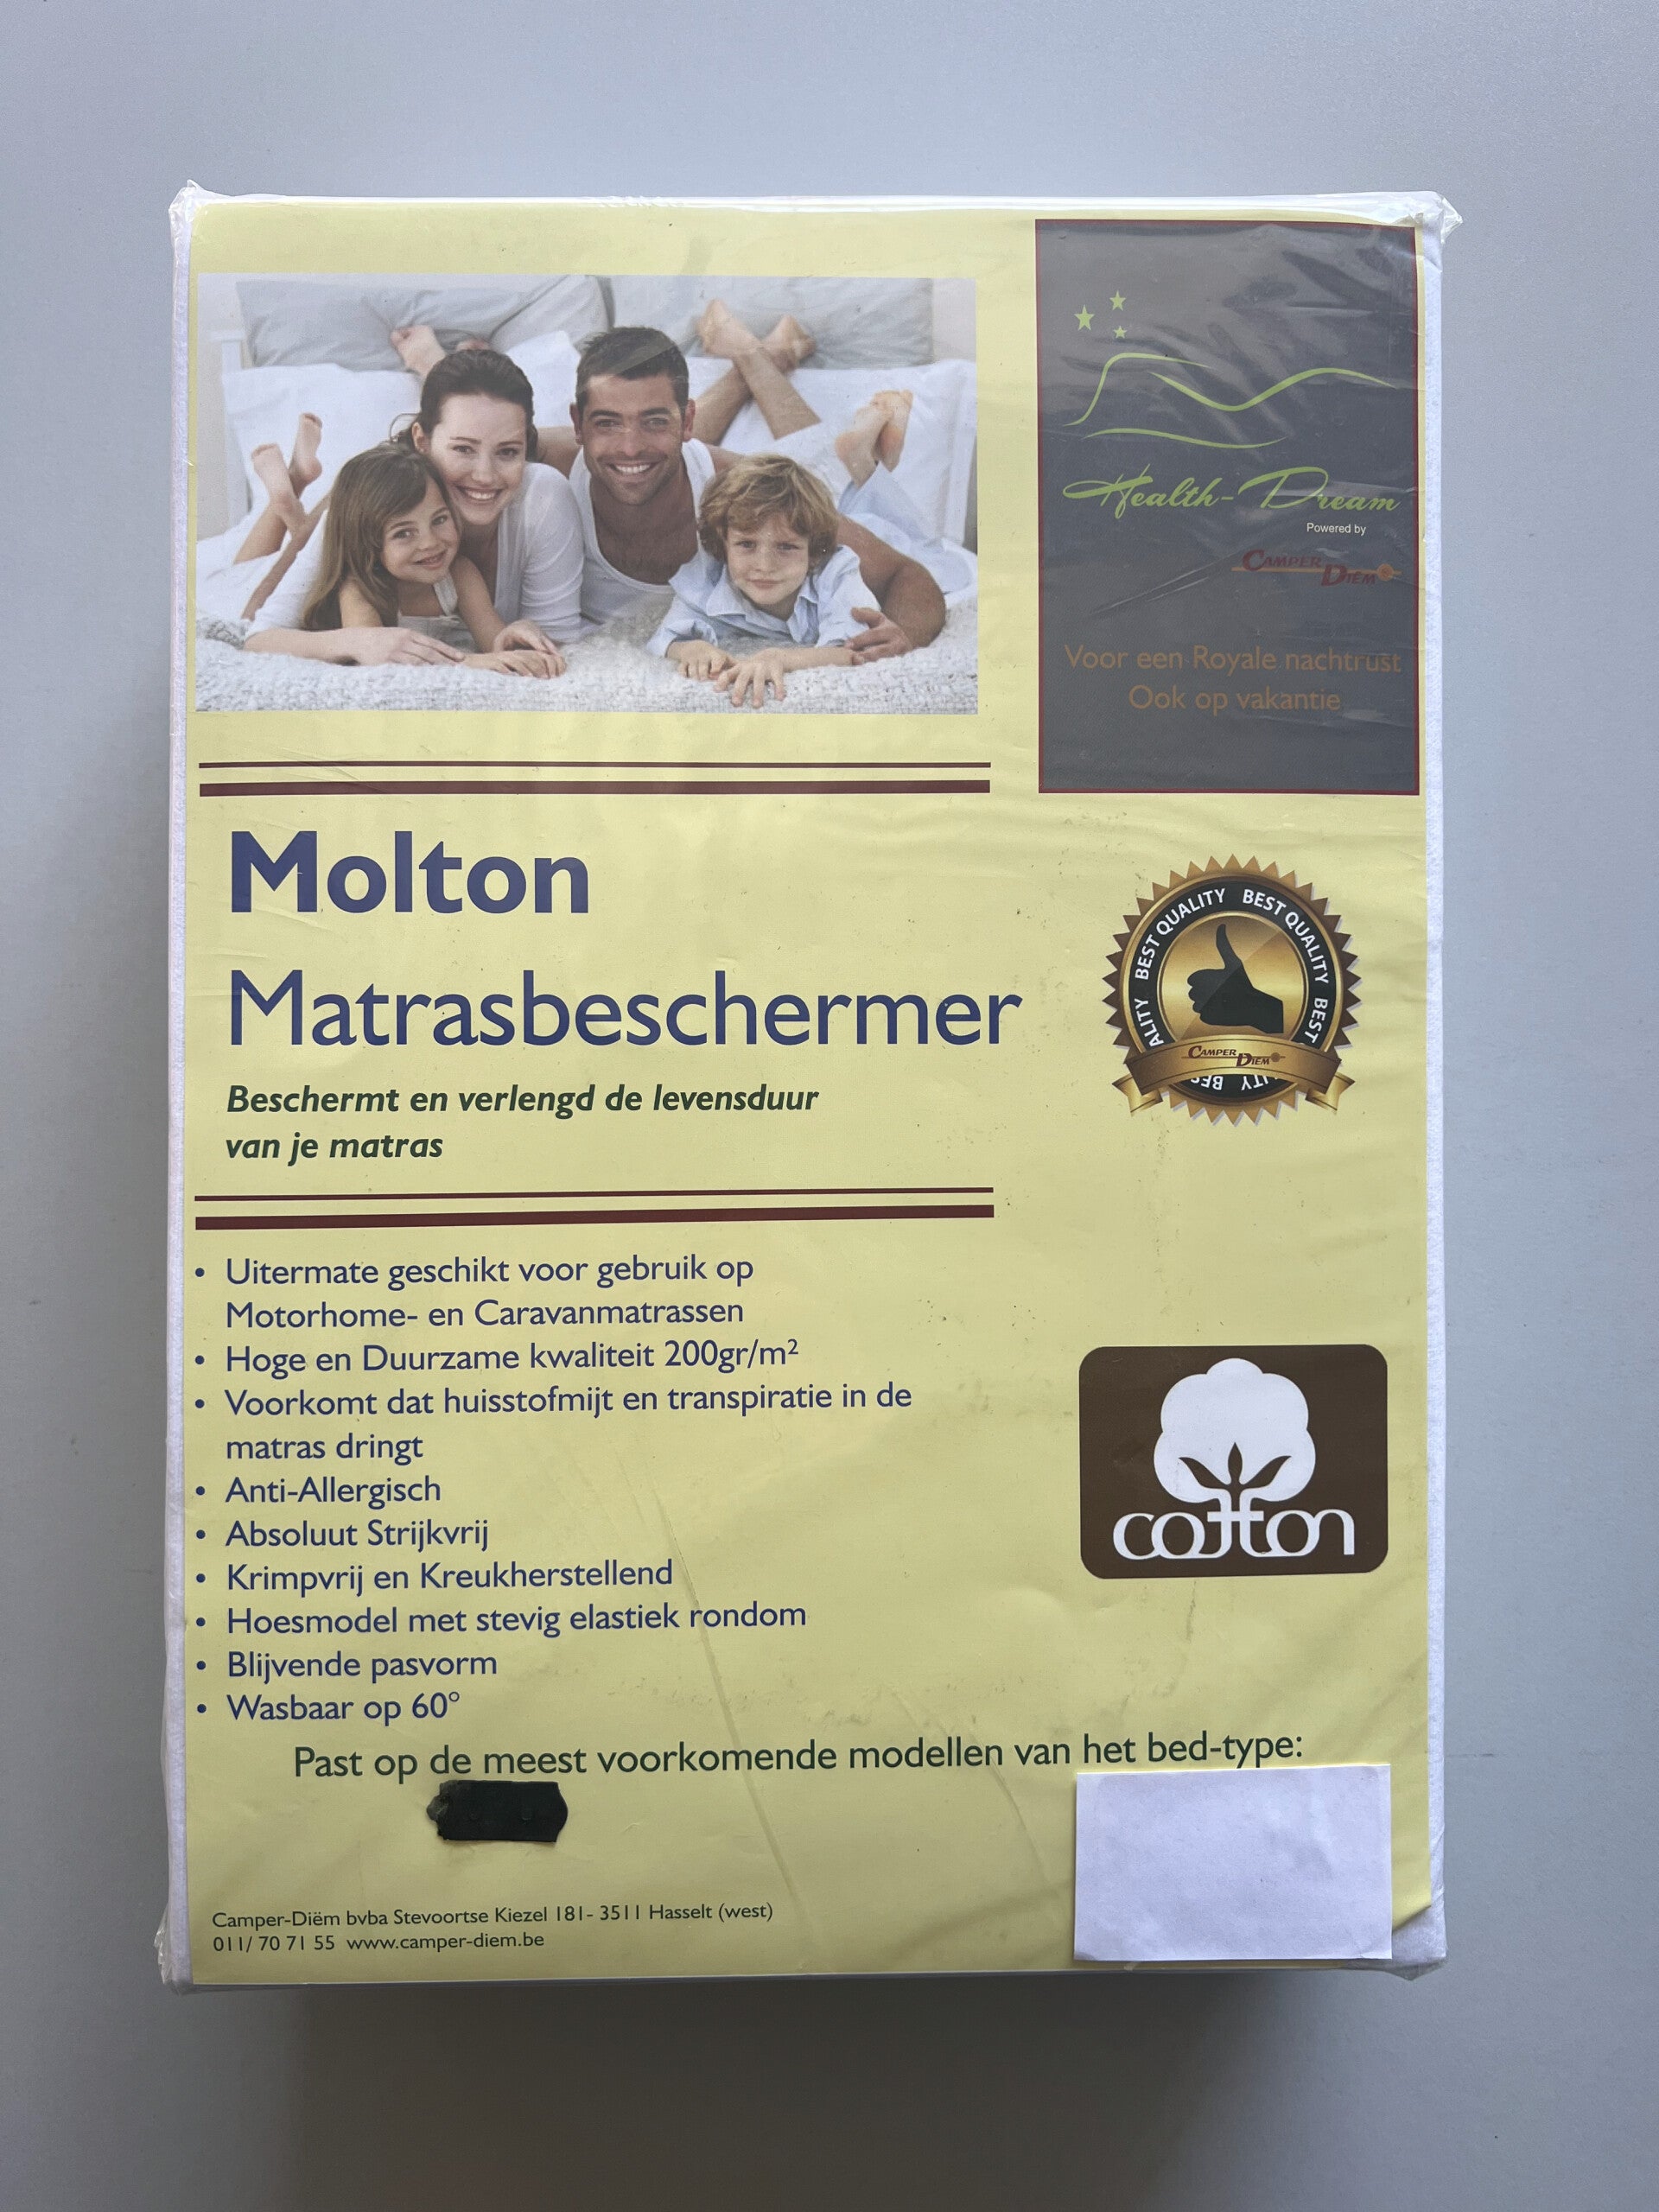 Health-Dream
Powered by
CAMPER DIEM
Voor een Royale nachtrust
Ook op vakantie
Molton
Matrasbeschermer
Beschermt en verlengd de levensduur
van je matras
BEST QUALITY BEST QUALITY BEST
ALITY
CAMPER DIEM
• Uitermate geschikt voor gebruik op
Motorhome- en Caravanmatrassen
• Hoge en Duurzame kwaliteit 200gr/m²
• Voorkomt dat huisstofmijt en transpiratie in de
matras dringt
• Anti-Allergisch
• Absoluut Strijkvrij
• Krimpvrij en Kreukherstellend
• Hoesmodel met stevig elastiek rondom
• Blijvende pasvorm
• Wasbaar op 60°
cotton
Past op de meest voorkomende modellen van het bed-type:
Camper-Diëm bvba Stevoortse Kiezel 181- 3511 Hasselt (west)
011/ 70 71 55 www.camper-diem.be